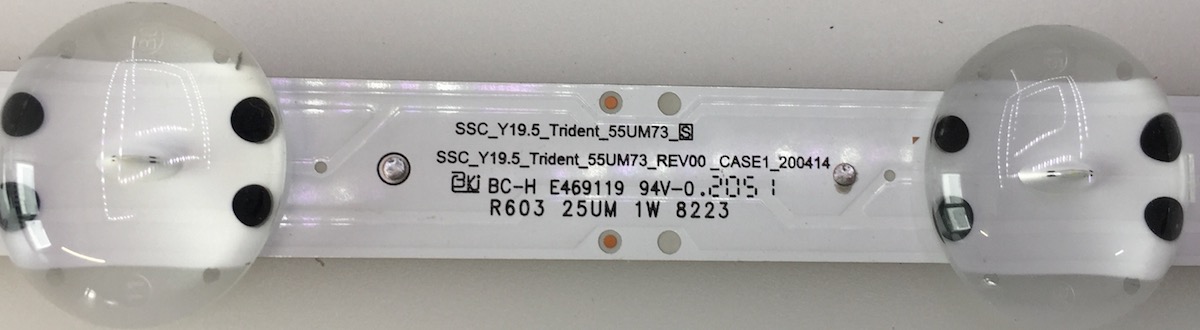 SSC_Y19.5_Trident_55UM73_S
SSC_Y19.5_Trident_55UM73_REV00_CASE1_200414
BC-H E469119 94V-0 2051
R603 25UM 1W 8223